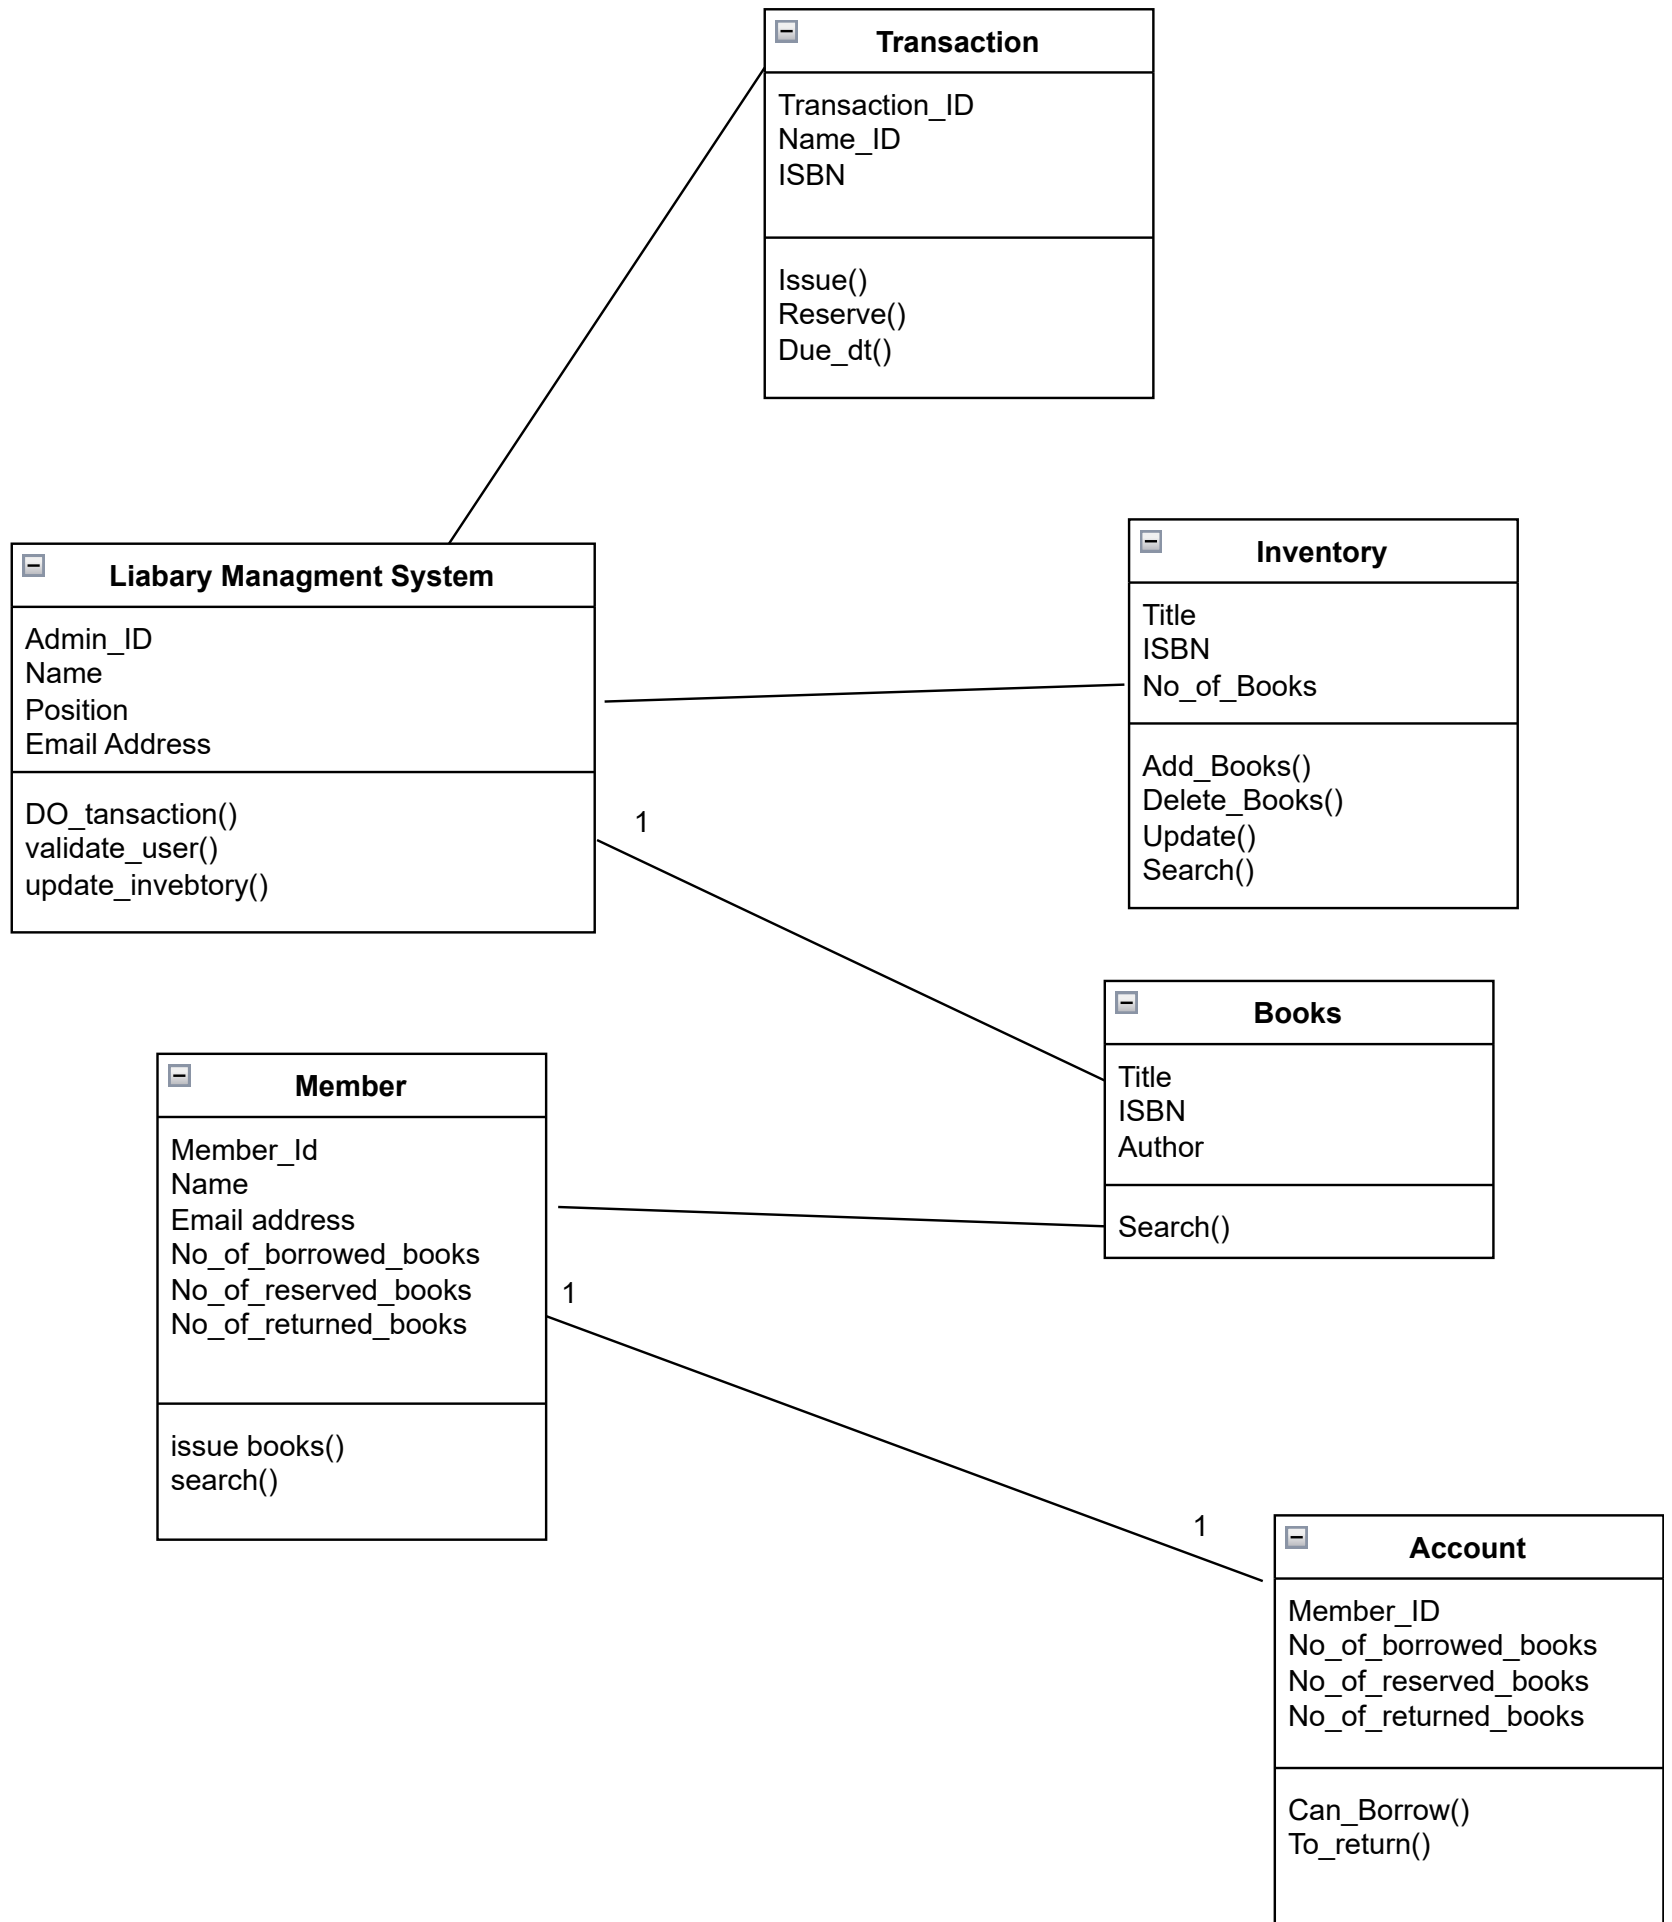 Transaction
Transaction_ID
Name_ID
ISBN
Issue()
Reserve()
Due_dt()
Liabary Managment System
Admin_ID
Name
Position
Email Address
DO_tansaction()
validate_user()
update_invebtory()
1
Inventory
Title
ISBN
No_of_Books
Add_Books()
Delete_Books()
Update()
Search()
Books
Title
ISBN
Author
Search()
Member
Member_Id
Name
Email address
No_of_borrowed_books
No_of_reserved_books
No_of_returned_books
issue books()
search()
1
1
Account
Member_ID
No_of_borrowed_books
No_of_reserved_books
No_of_returned_books
Can_Borrow()
To_return()